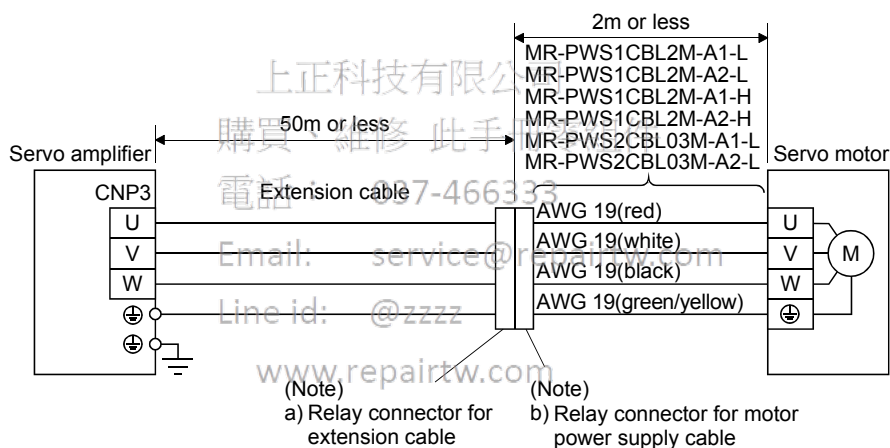 2m or less
MR-PWS1CBL2M-A1-L
MR-PWS1CBL2M-A2-L
MR-PWS1CBL2M-A1-H
MR-PWS1CBL2M-A2-H
MR-PWS2CBL03M-A1-L
MR-PWS2CBL03M-A2-L
上正科技有限公司
50m or less
購買、維修 此手冊零組件
Servo amplifier
Servo motor
CNP3
Extension cable
電話: 097-466333
U
V
W
AWG 19(red)
AWG 19(white)
AWG 19(black)
AWG 19(green/yellow)
U
V
W
M
Email: service@repairtw.com
Line id: @zzzz
www.repairtw.com
(Note)
a) Relay connector for
extension cable
(Note)
b) Relay connector for motor
power supply cable